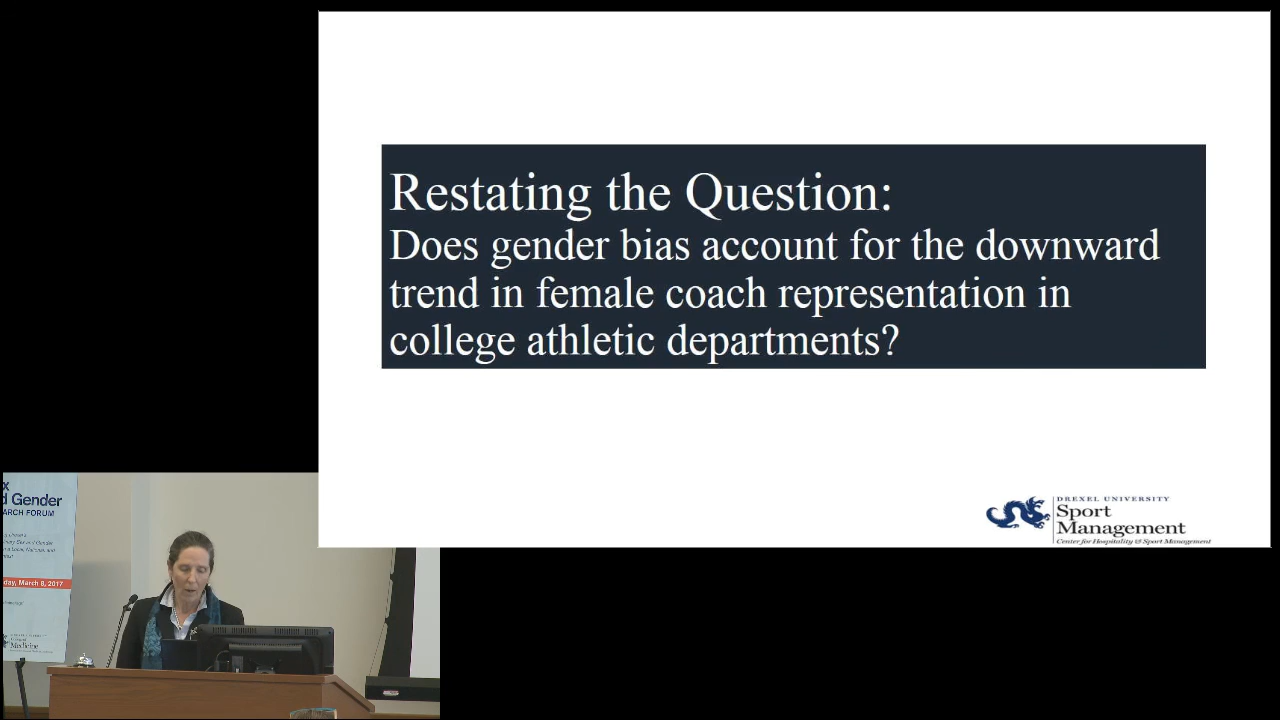 Restating the Question:
Does gender bias account for the downward
trend in female coach representation in
college athletic departments?
DREXEL UNIVERSITY
Sport
Management
Center for Hospitality & Sport Management
x
d Gender
ARCH FORUM
day, March 8, 2017
Medicine